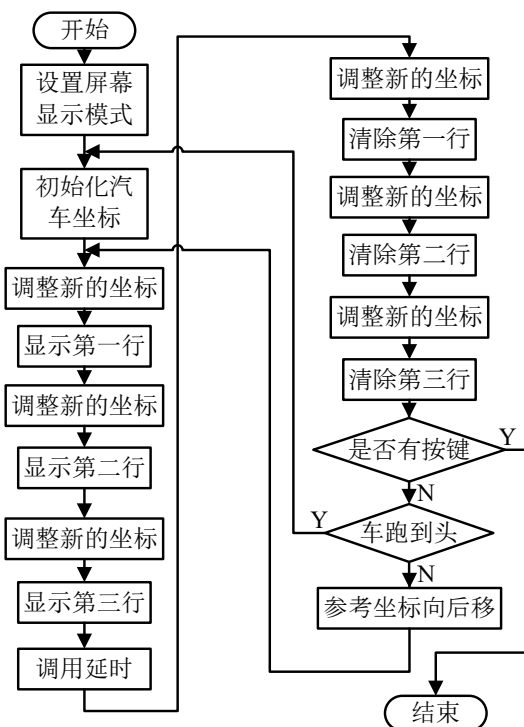 开始
设置屏幕
显示模式
初始化汽
车坐标
调整新的坐标
显示第一行
调整新的坐标
显示第二行
调整新的坐标
显示第三行
调用延时
调整新的坐标
清除第一行
调整新的坐标
清除第二行
调整新的坐标
清除第三行
是否有按键
Y
N
Y
车跑到头
N
参考坐标向后移
结束